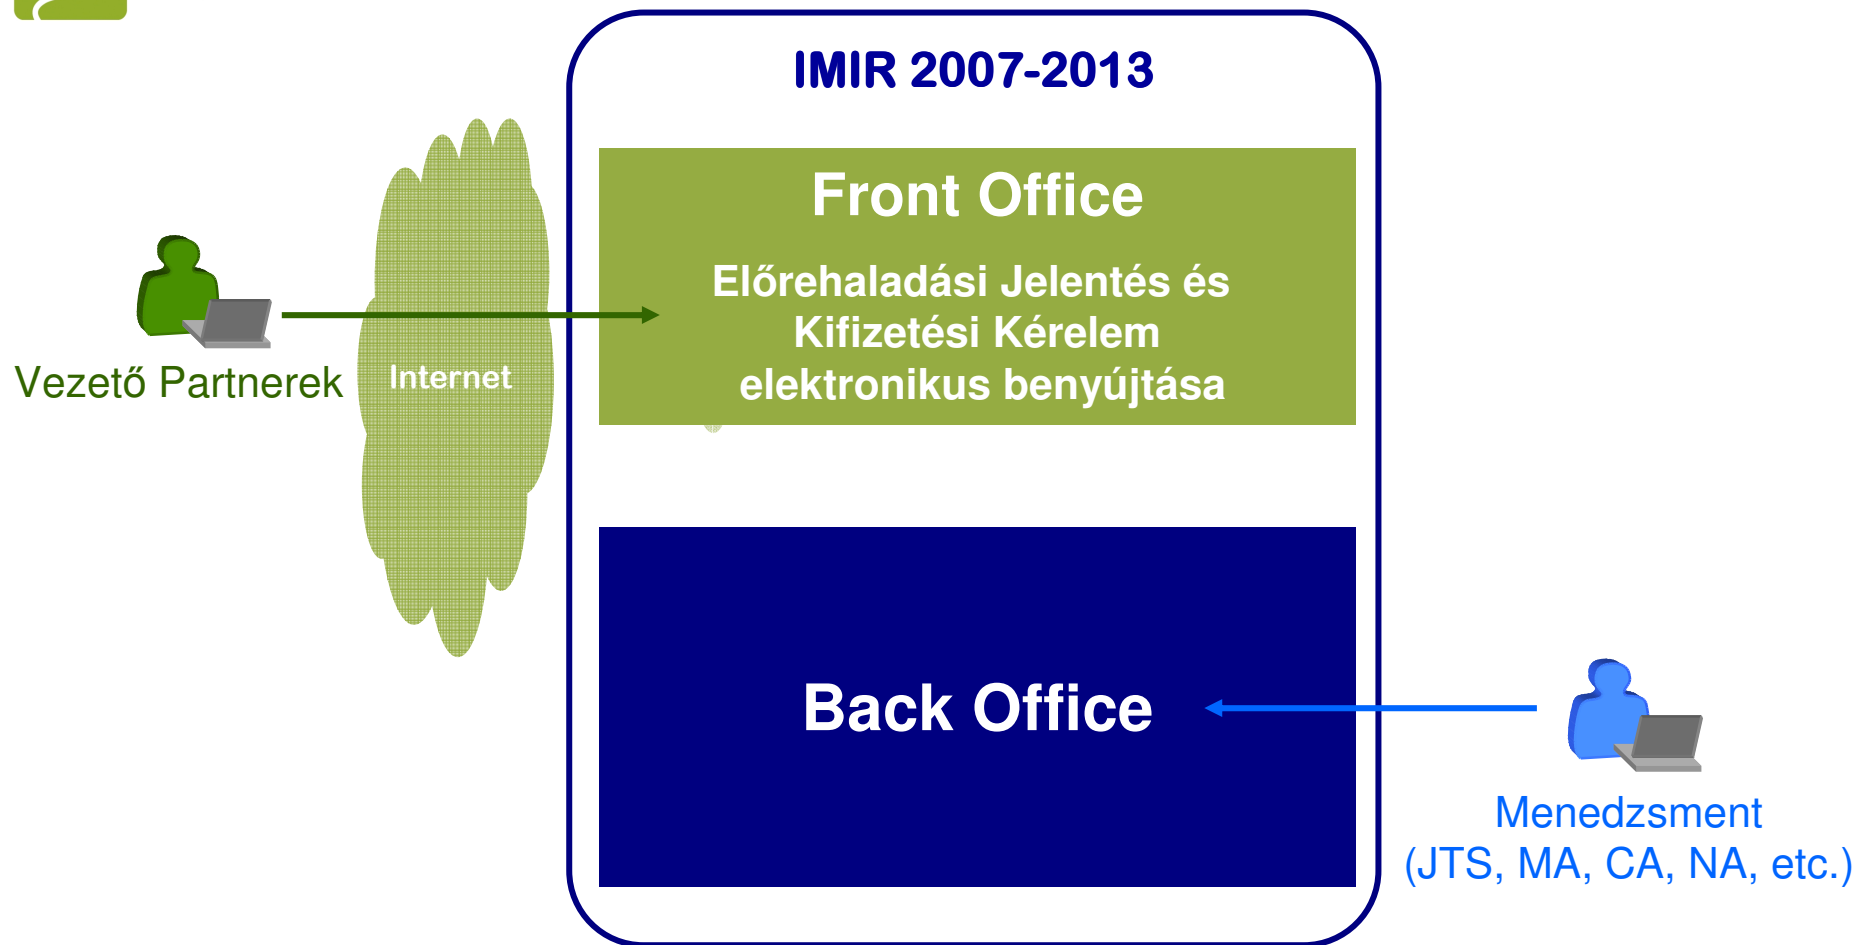 IMIR 2007-2013
Front Office
Előrehaladási Jelentés és
Kifizetési Kérelem
elektronikus benyújtása
Vezető Partnerek
Internet
Back Office
Menedzsment
(JTS, MA, CA, NA, etc.)